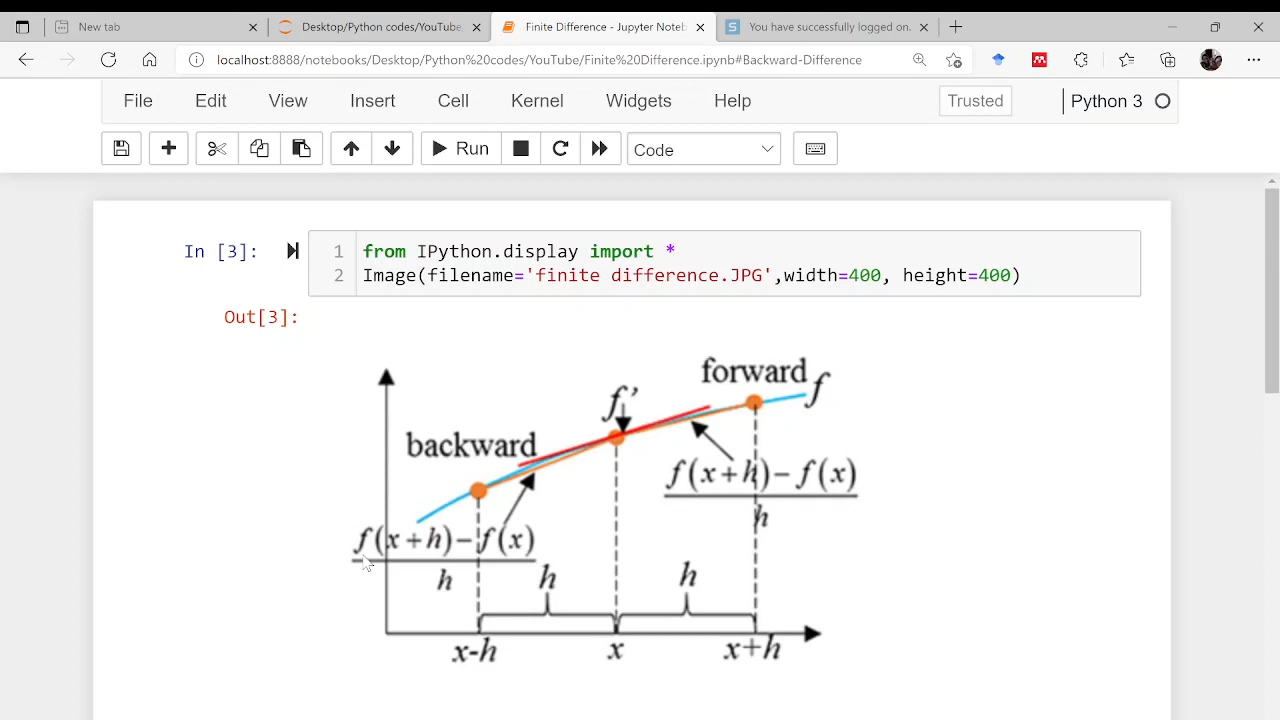 New tab
Desktop/Python codes/YouTube
Finite Difference - Jupyter Noteb
You have successfully logged on.
localhost:8888/notebooks/Desktop/Python%20codes/YouTube/Finite%20Difference.ipynb#Backward-Difference
File Edit View Insert Cell Kernel Widgets Help Trusted Python 3
Run Code
In [3]:
1 from IPython.display import *
2 Image(filename='finite difference.JPG',width=400, height=400)
Out[3]:
forward
f
f'
backward
f(x+h)-f(x)
h
f(x+h)-f(x)
h
h
h
x-h x x+h